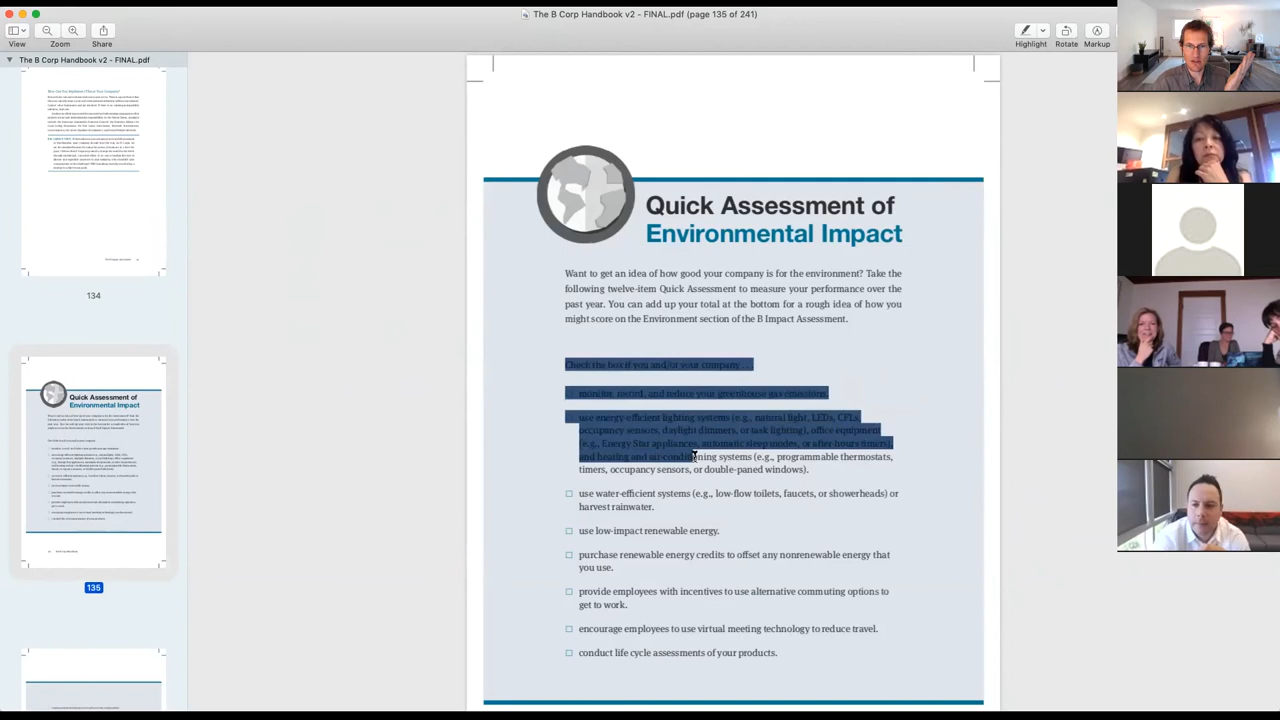 The B Corp Handbook v2 - FINAL.pdf (page 135 of 241)
View
Zoom
Share
Highlight
Rotate
Markup
The B Corp Handbook v2 - FINAL.pdf
134
Quick Assessment of
Environmental Impact
135
Quick Assessment of
Environmental Impact
Want to get an idea of how good your company is for the environment? Take the
following twelve-item Quick Assessment to measure your performance over the
past year. You can add up your total at the bottom for a rough idea of how you
might score on the Environment section of the B Impact Assessment.
Check the box if you and/or your company . . .
monitor, record, and reduce your greenhouse gas emissions.
use energy-efficient lighting systems (e.g., natural light, LEDs, CFLs,
occupancy sensors, daylight dimmers, or task lighting), office equipment
(e.g., Energy Star appliances, automatic sleep modes, or after-hours timers),
and heating and air-conditioning systems (e.g., programmable thermostats,
timers, occupancy sensors, or double-paned windows).
use water-efficient systems (e.g., low-flow toilets, faucets, or showerheads) or
harvest rainwater.
use low-impact renewable energy.
purchase renewable energy credits to offset any nonrenewable energy that
you use.
provide employees with incentives to use alternative commuting options to
get to work.
encourage employees to use virtual meeting technology to reduce travel.
conduct life cycle assessments of your products.